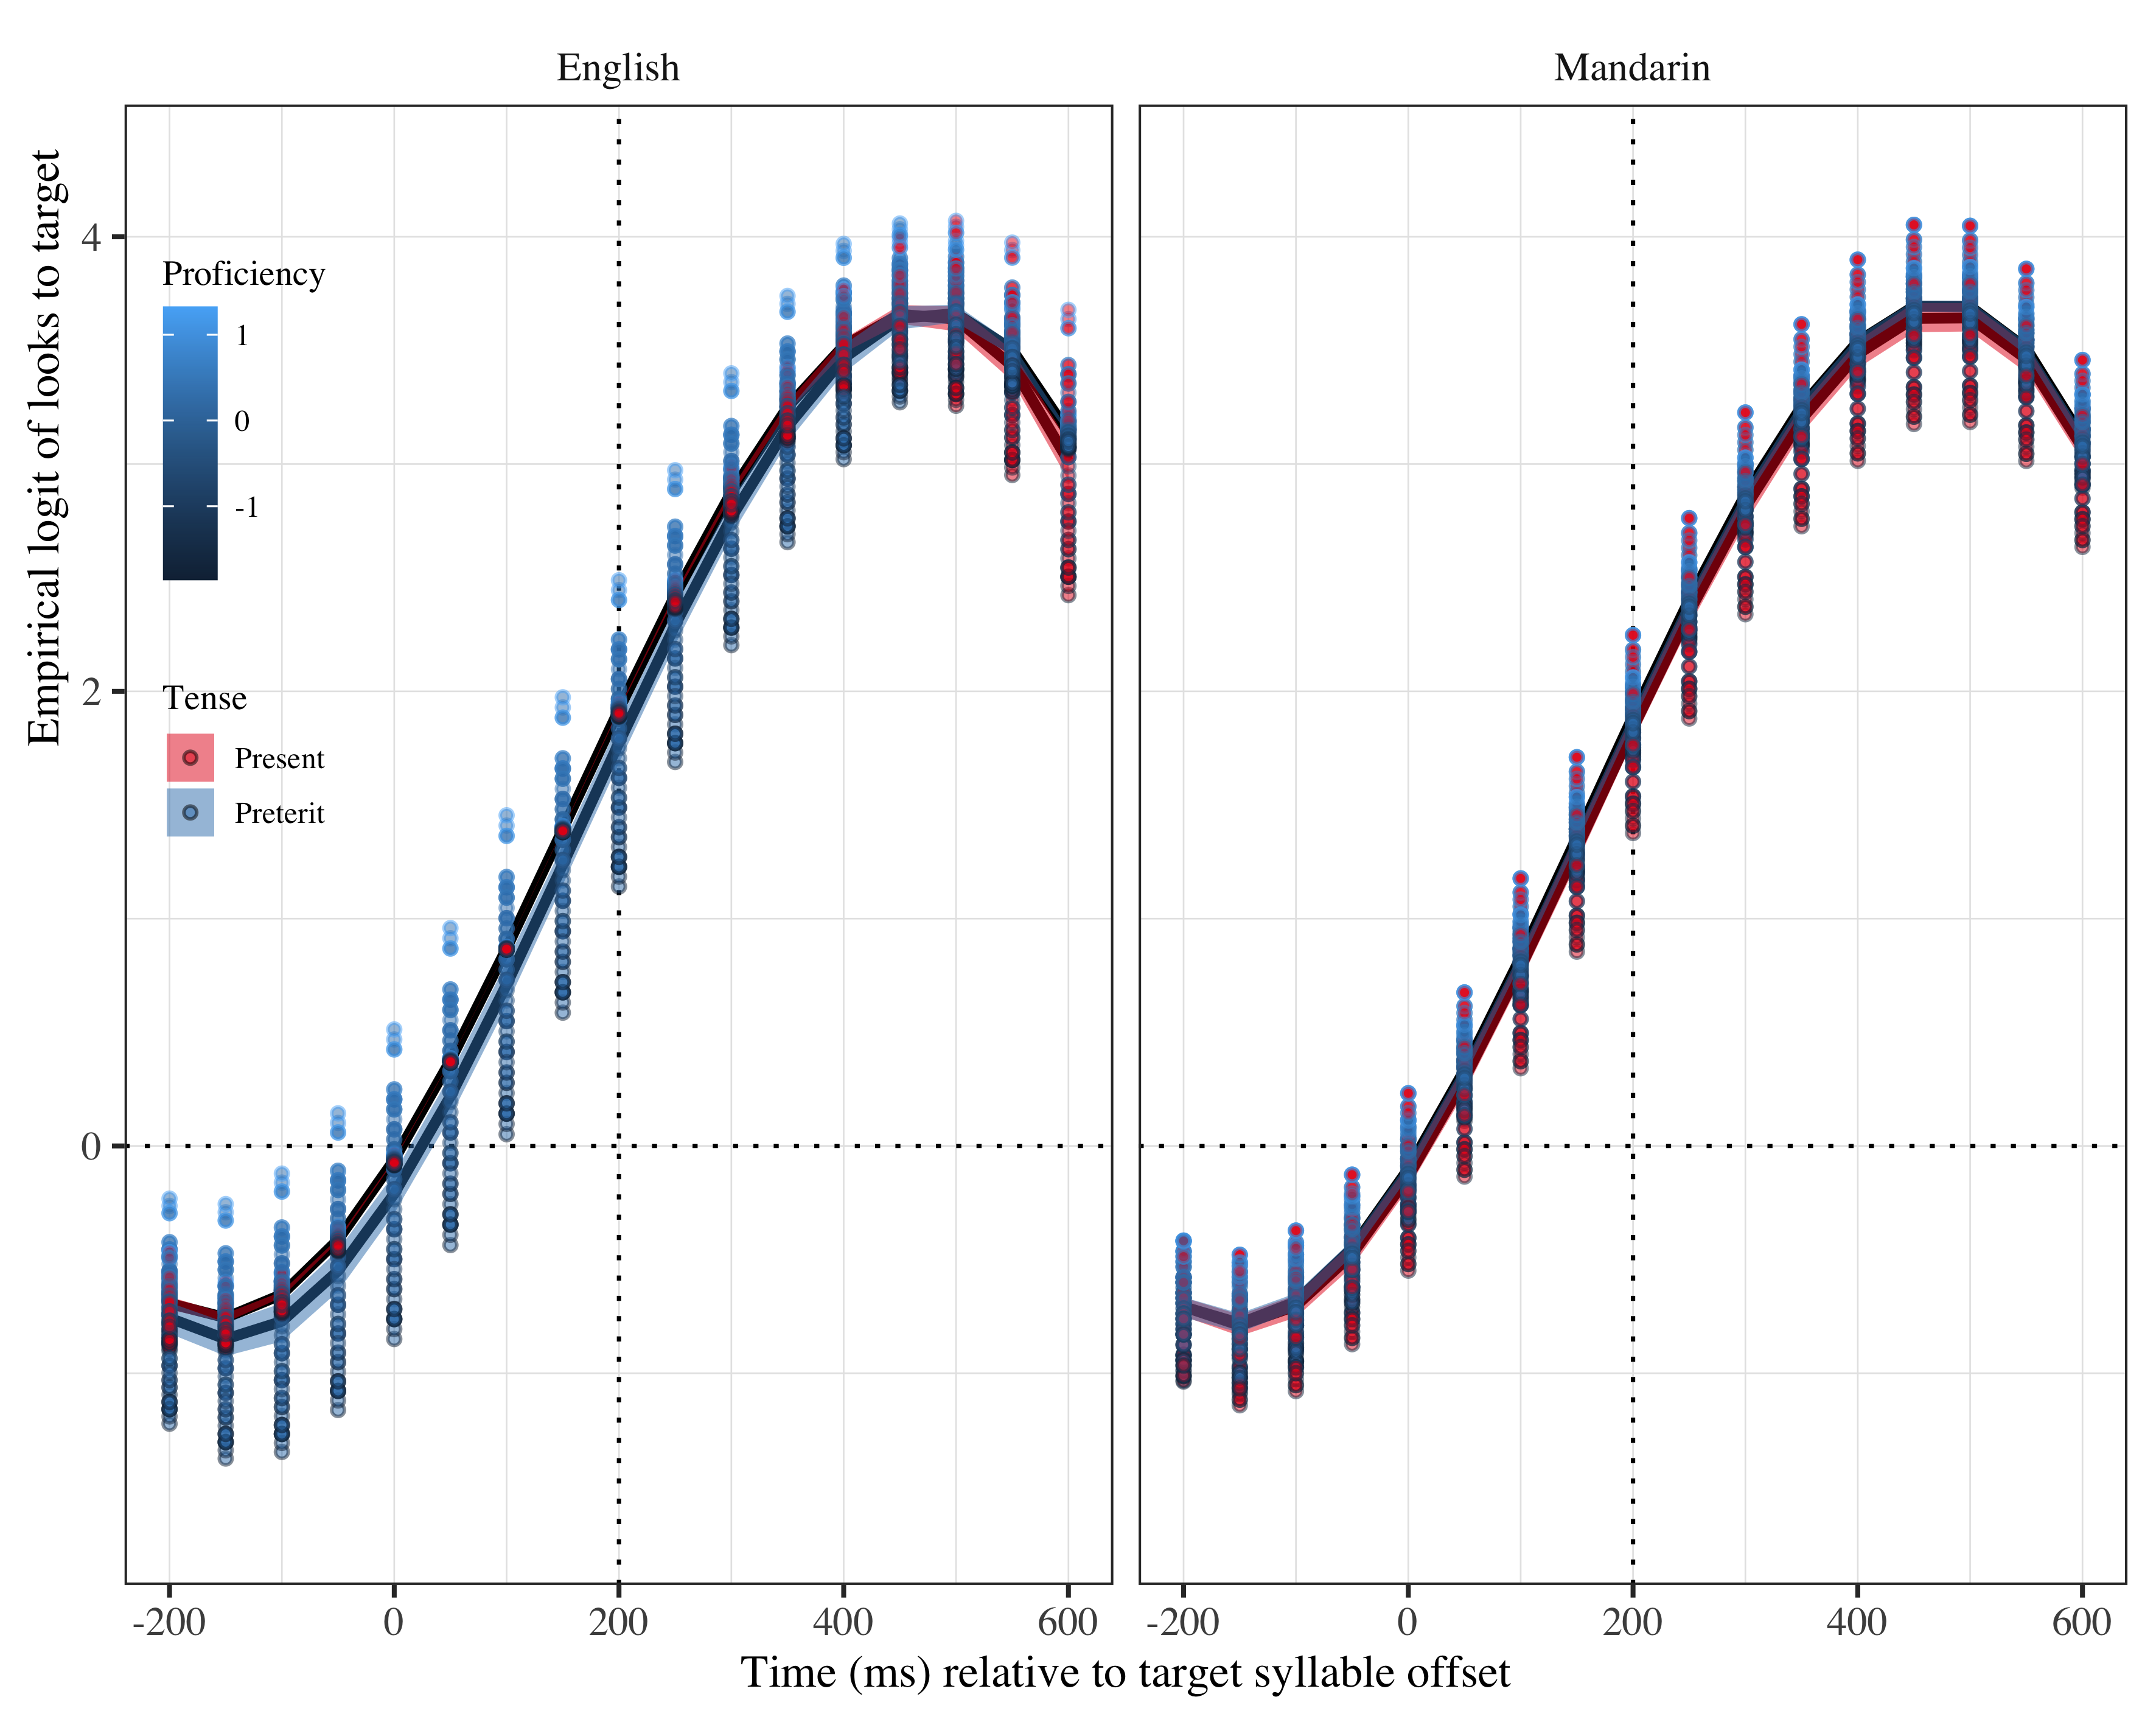 English
Mandarin
Empirical logit of looks to target
4
2
0
Proficiency
1
0
-1
Tense
Present
Preterit
-200 0 200 400 600
-200 0 200 400 600
Time (ms) relative to target syllable offset